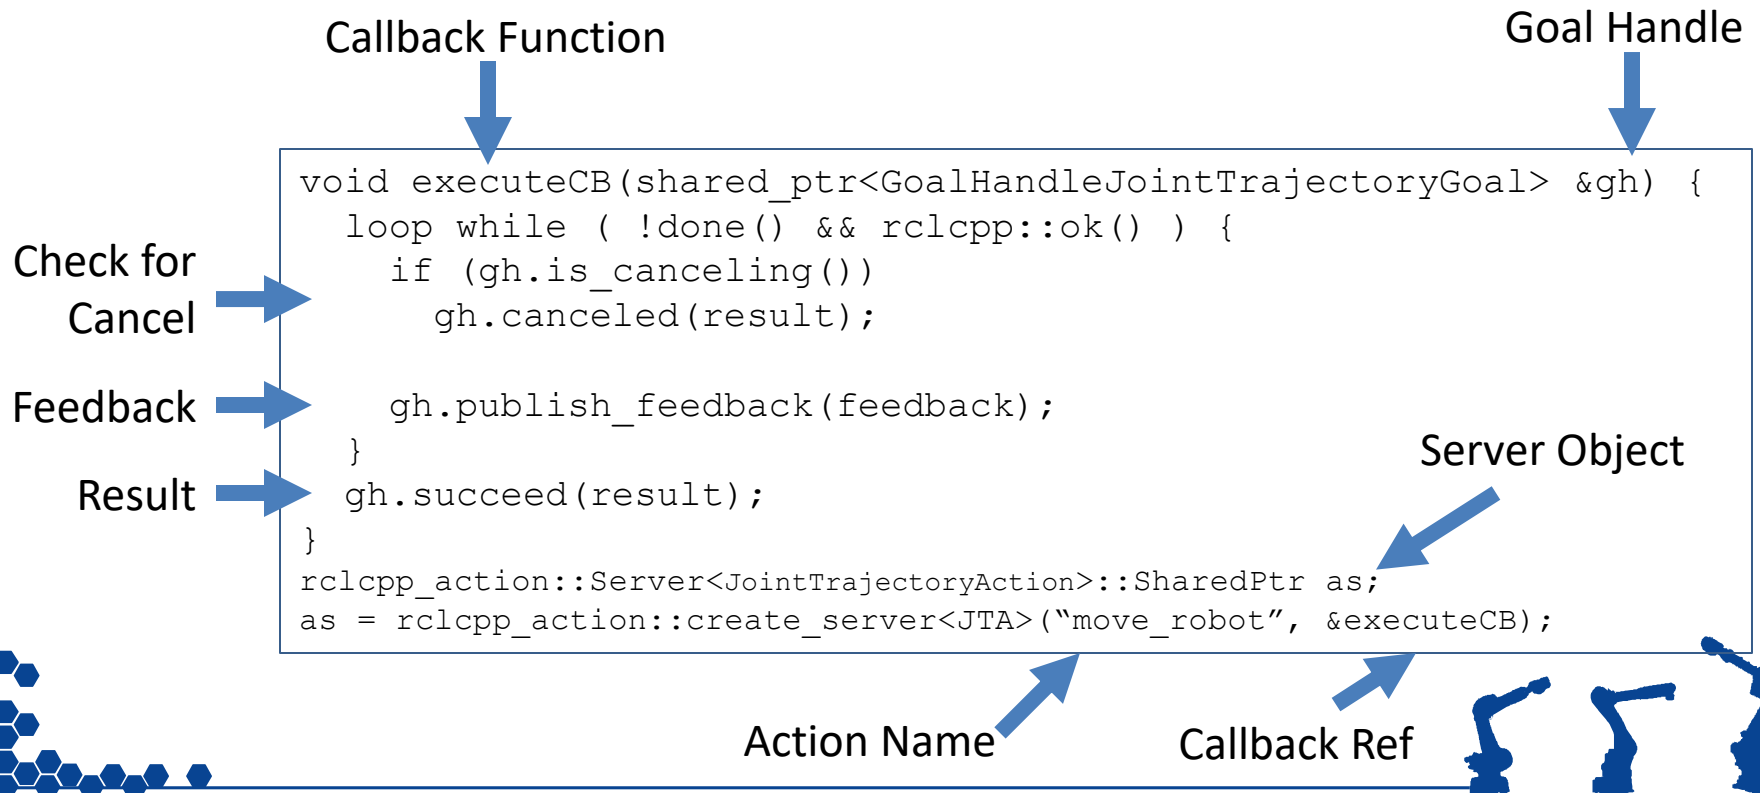 Callback Function
Goal Handle
void executeCB(shared_ptr<GoalHandleJointTrajectoryGoal> &gh) {
loop while ( !done() && rclcpp::ok() ) {
if (gh.is_canceling())
gh.canceled(result);
Check for
Cancel
gh.publish_feedback(feedback);
Feedback
}
gh.succeed(result);
Result
}
Server Object
rclcpp_action::Server<JointTrajectoryAction>::SharedPtr as;
as = rclcpp_action::create_server<JTA>(“move_robot”, &executeCB);
Action Name
Callback Ref